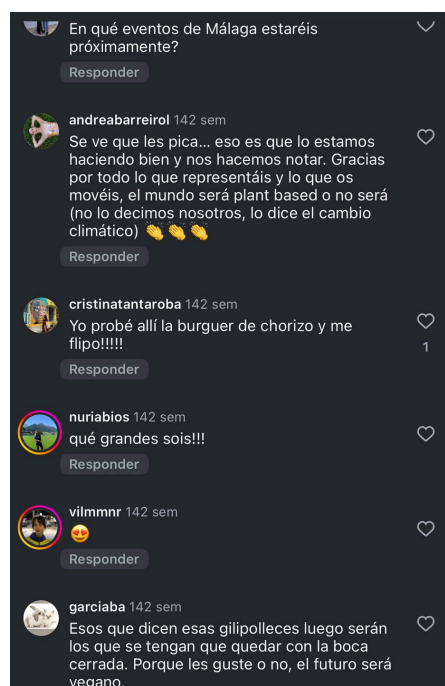 En qué eventos de Málaga estaréis
próximamente?
Responder
andreabarreirol 142 sem
Se ve que les pica... eso es que lo estamos
haciendo bien y nos hacemos notar. Gracias
por todo lo que representáis y lo que os
movéis, el mundo será plant based o no será
(no lo decimos nosotros, lo dice el cambio
climático) 👏👏👏
Responder
cristinatantaroba 142 sem
Yo probé allí la burguer de chorizo y me
flipo!!!!!
1
Responder
nuriabios 142 sem
qué grandes sois!!!
Responder
vilmmnr 142 sem
😍
Responder
garciaba 142 sem
Esos que dicen esas gilipolleces luego serán
los que se tengan que quedar con la boca
cerrada. Porque les guste o no, el futuro será
vegano.